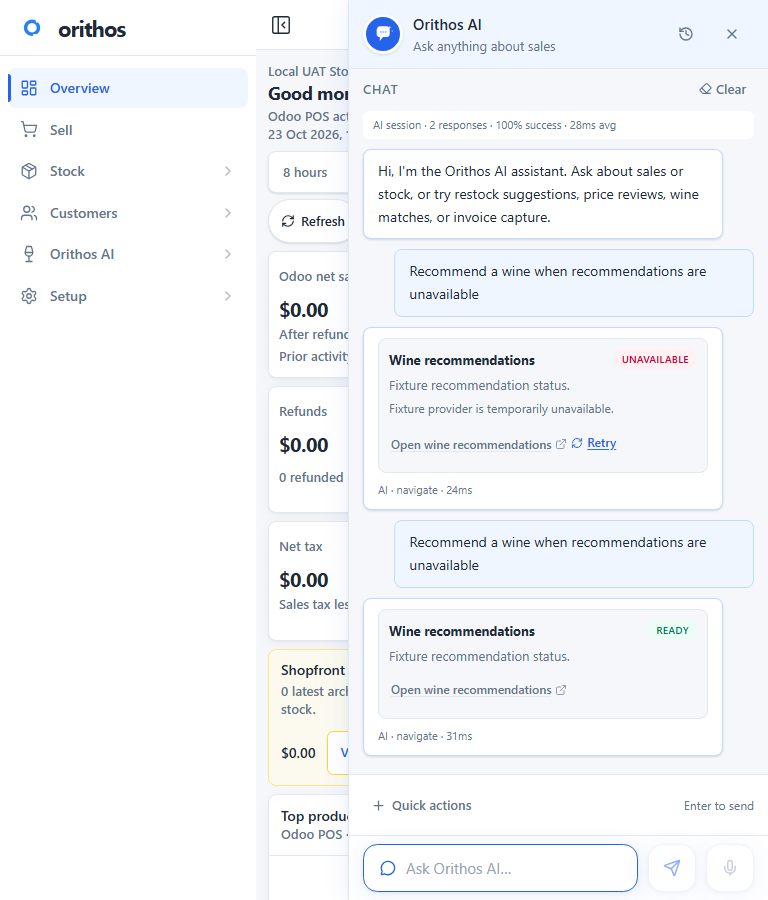 orithos
Overview
Sell
Stock
Customers
Orithos AI
Setup
Local UAT Sto
Good mor
Odoo POS act
23 Oct 2026,
8 hours
Refresh
Odoo net sa
$0.00
After refund
Prior activity
Refunds
$0.00
0 refunded
Net tax
$0.00
Sales tax les
Shopfront
0 latest arch
stock.
$0.00
V
Top produ
Odoo POS ·
Orithos AI
Ask anything about sales
CHAT
Clear
AI session · 2 responses · 100% success · 28ms avg
Hi, I'm the Orithos AI assistant. Ask about sales or
stock, or try restock suggestions, price reviews, wine
matches, or invoice capture.
Recommend a wine when recommendations are
unavailable
Wine recommendations
UNAVAILABLE
Fixture recommendation status.
Fixture provider is temporarily unavailable.
Open wine recommendations
Retry
AI · navigate · 24ms
Recommend a wine when recommendations are
unavailable
Wine recommendations
READY
Fixture recommendation status.
Open wine recommendations
AI · navigate · 31ms
Quick actions
Enter to send
Ask Orithos AI...